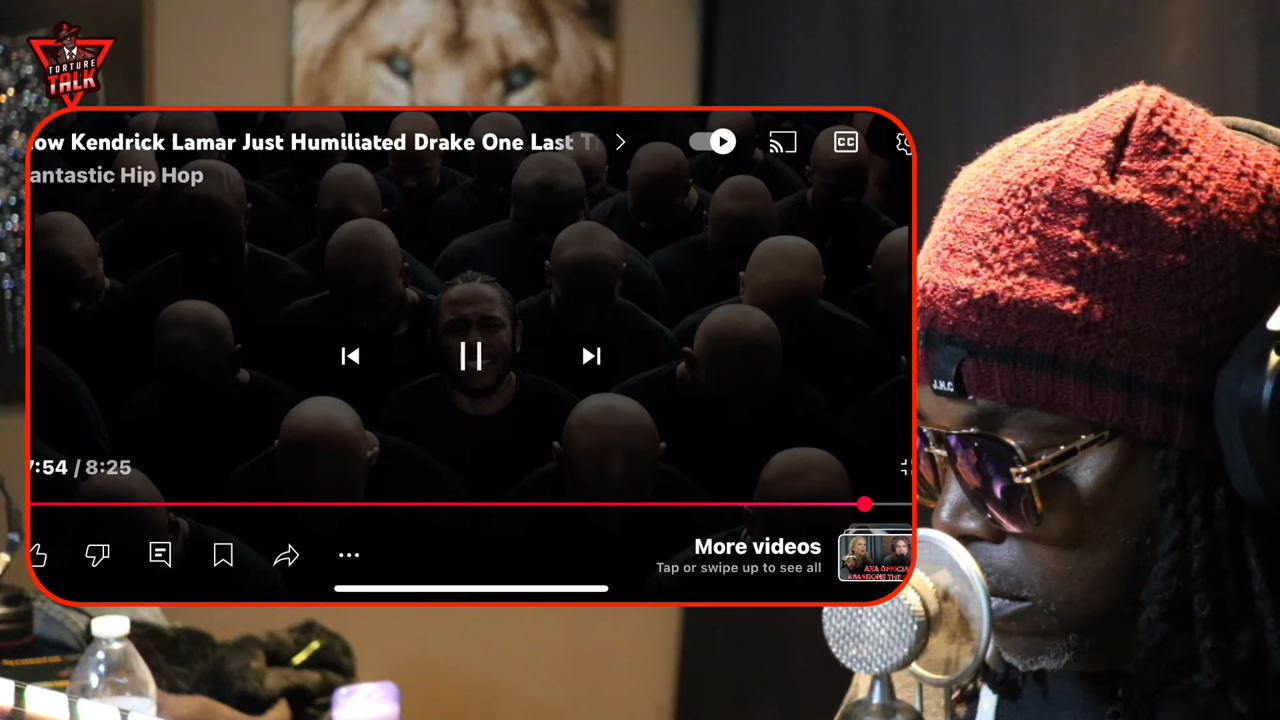 TORTURE
TALK
ow Kendrick Lamar Just Humiliated Drake One Last T
antastic Hip Hop
CC
J.H.C
7:54 / 8:25
More videos
Tap or swipe up to see all